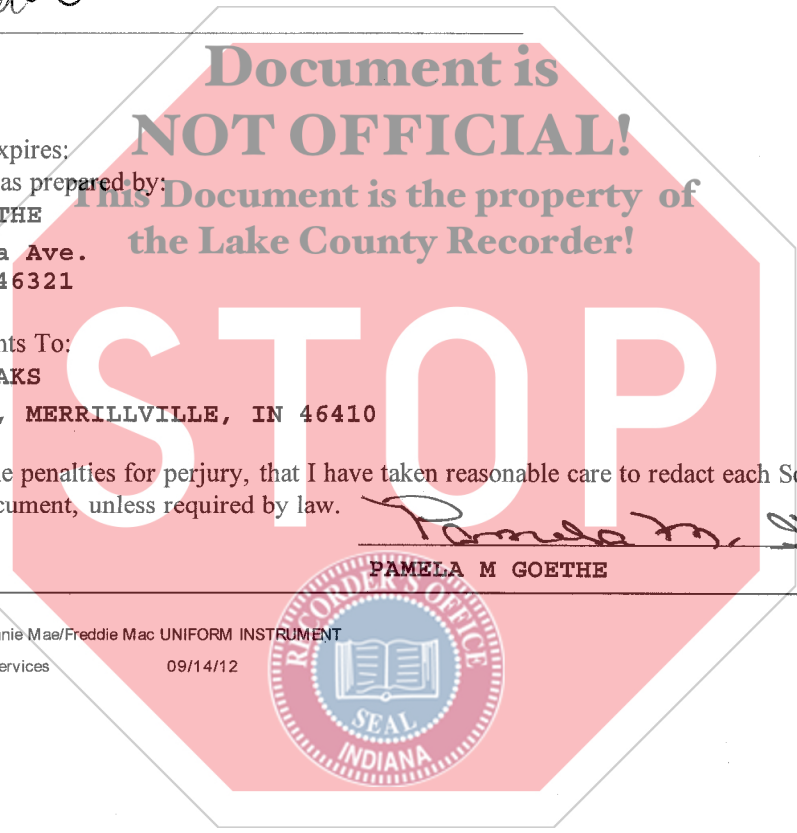 Document is
NOT OFFICIAL!
xpires:
as prepared by:
This Document is the property of
THE
the Lake County Recorder!
a Ave.
46321
STOP
nts To:
AKS
, MERRILLVILLE, IN 46410
e penalties for perjury, that I have taken reasonable care to redact each So
cument, unless required by law.
Pamela M.
PAMELA M GOETHE
nie Mae/Freddie Mac UNIFORM INSTRUMENT
ervices 09/14/12
RECORDER'S OFFICE
SEAL
INDIANA